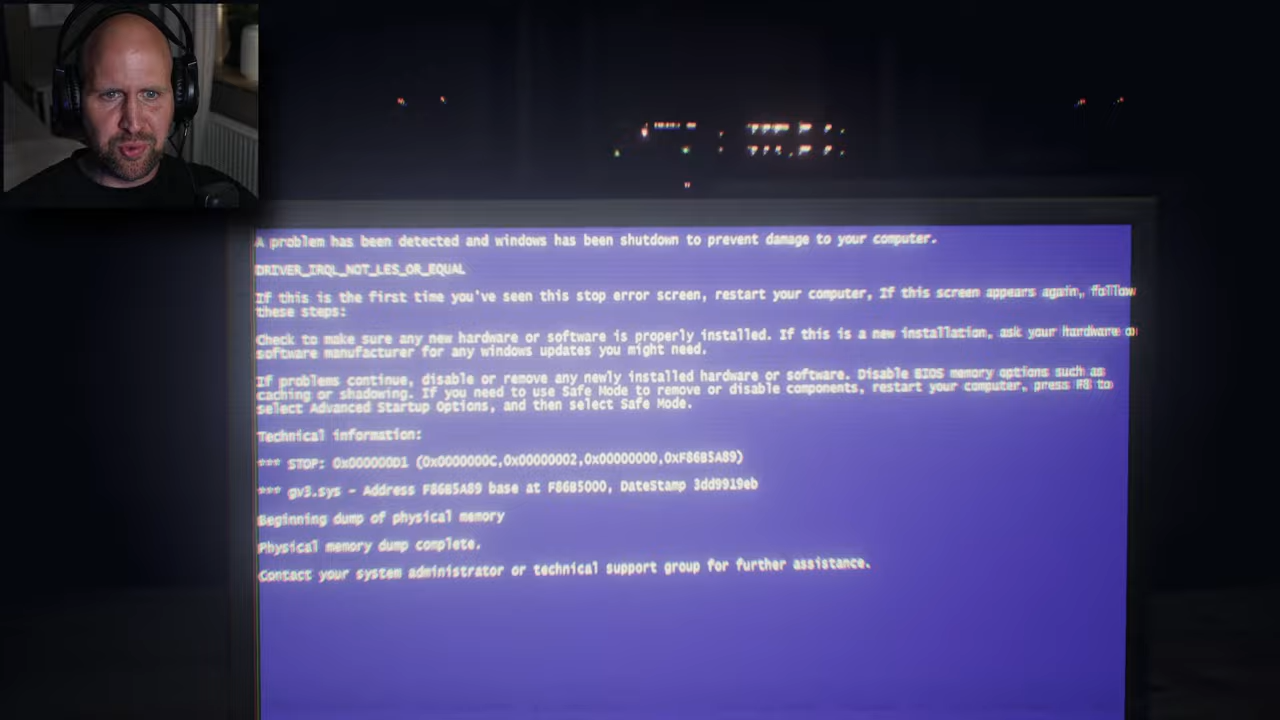 A problem has been detected and windows has been shutdown to prevent damage to your computer.
DRIVER_IRQL_NOT_LES_OR_EQUAL
If this is the first time you've seen this stop error screen, restart your computer, If this screen appears again, follow
these steps:
Check to make sure any new hardware or software is properly installed. If this is a new installation, ask your hardware or
software manufacturer for any windows updates you might need.
If problems continue, disable or remove any newly installed hardware or software. Disable BIOS memory options such as
caching or shadowing. If you need to use Safe Mode to remove or disable components, restart your computer, press F8 to
select Advanced Startup Options, and then select Safe Mode.
Technical information:
*** STOP: 0x000000D1 (0x0000000C,0x00000002,0x00000000,0xF86B5A89)
*** gv3.sys - Address F86B5A89 base at F86B5000, DateStamp 3dd9919eb
Beginning dump of physical memory
Physical memory dump complete.
Contact your system administrator or technical support group for further assistance.